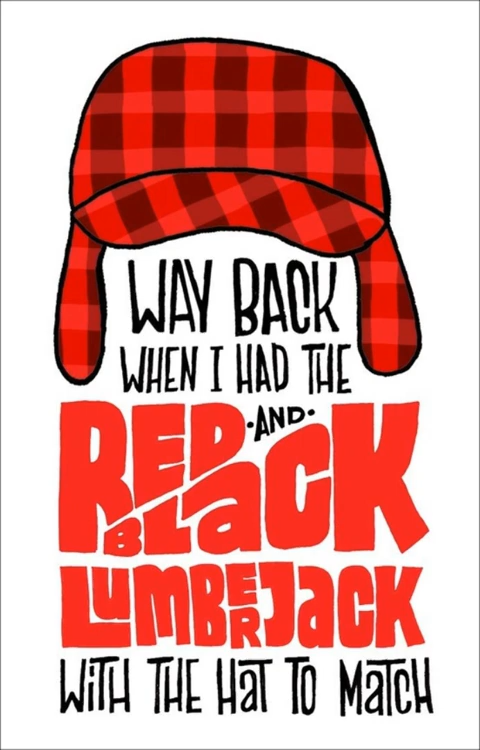 WAY BACK
WHEN I HAD THE
RED ·AND·
BLaCK
LuMBERJaCK
WiTH THE HaT TO MaTCH